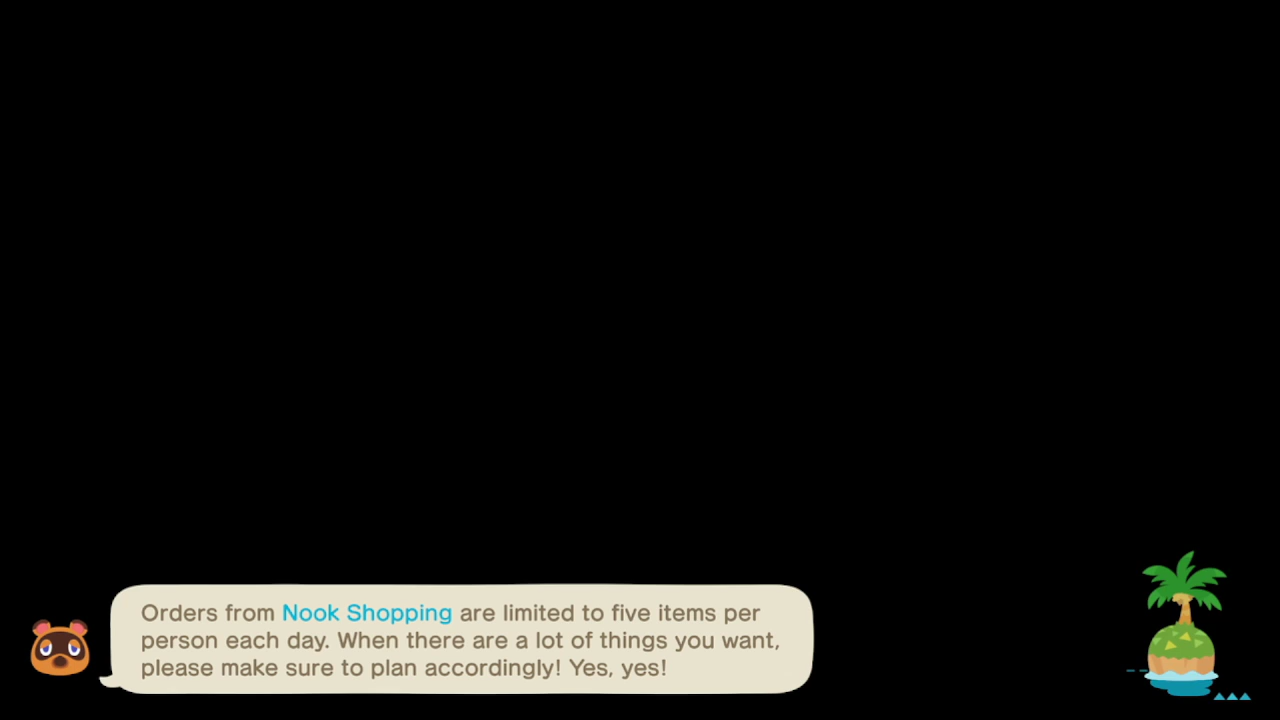 Orders from Nook Shopping are limited to five items per
person each day. When there are a lot of things you want,
please make sure to plan accordingly! Yes, yes!